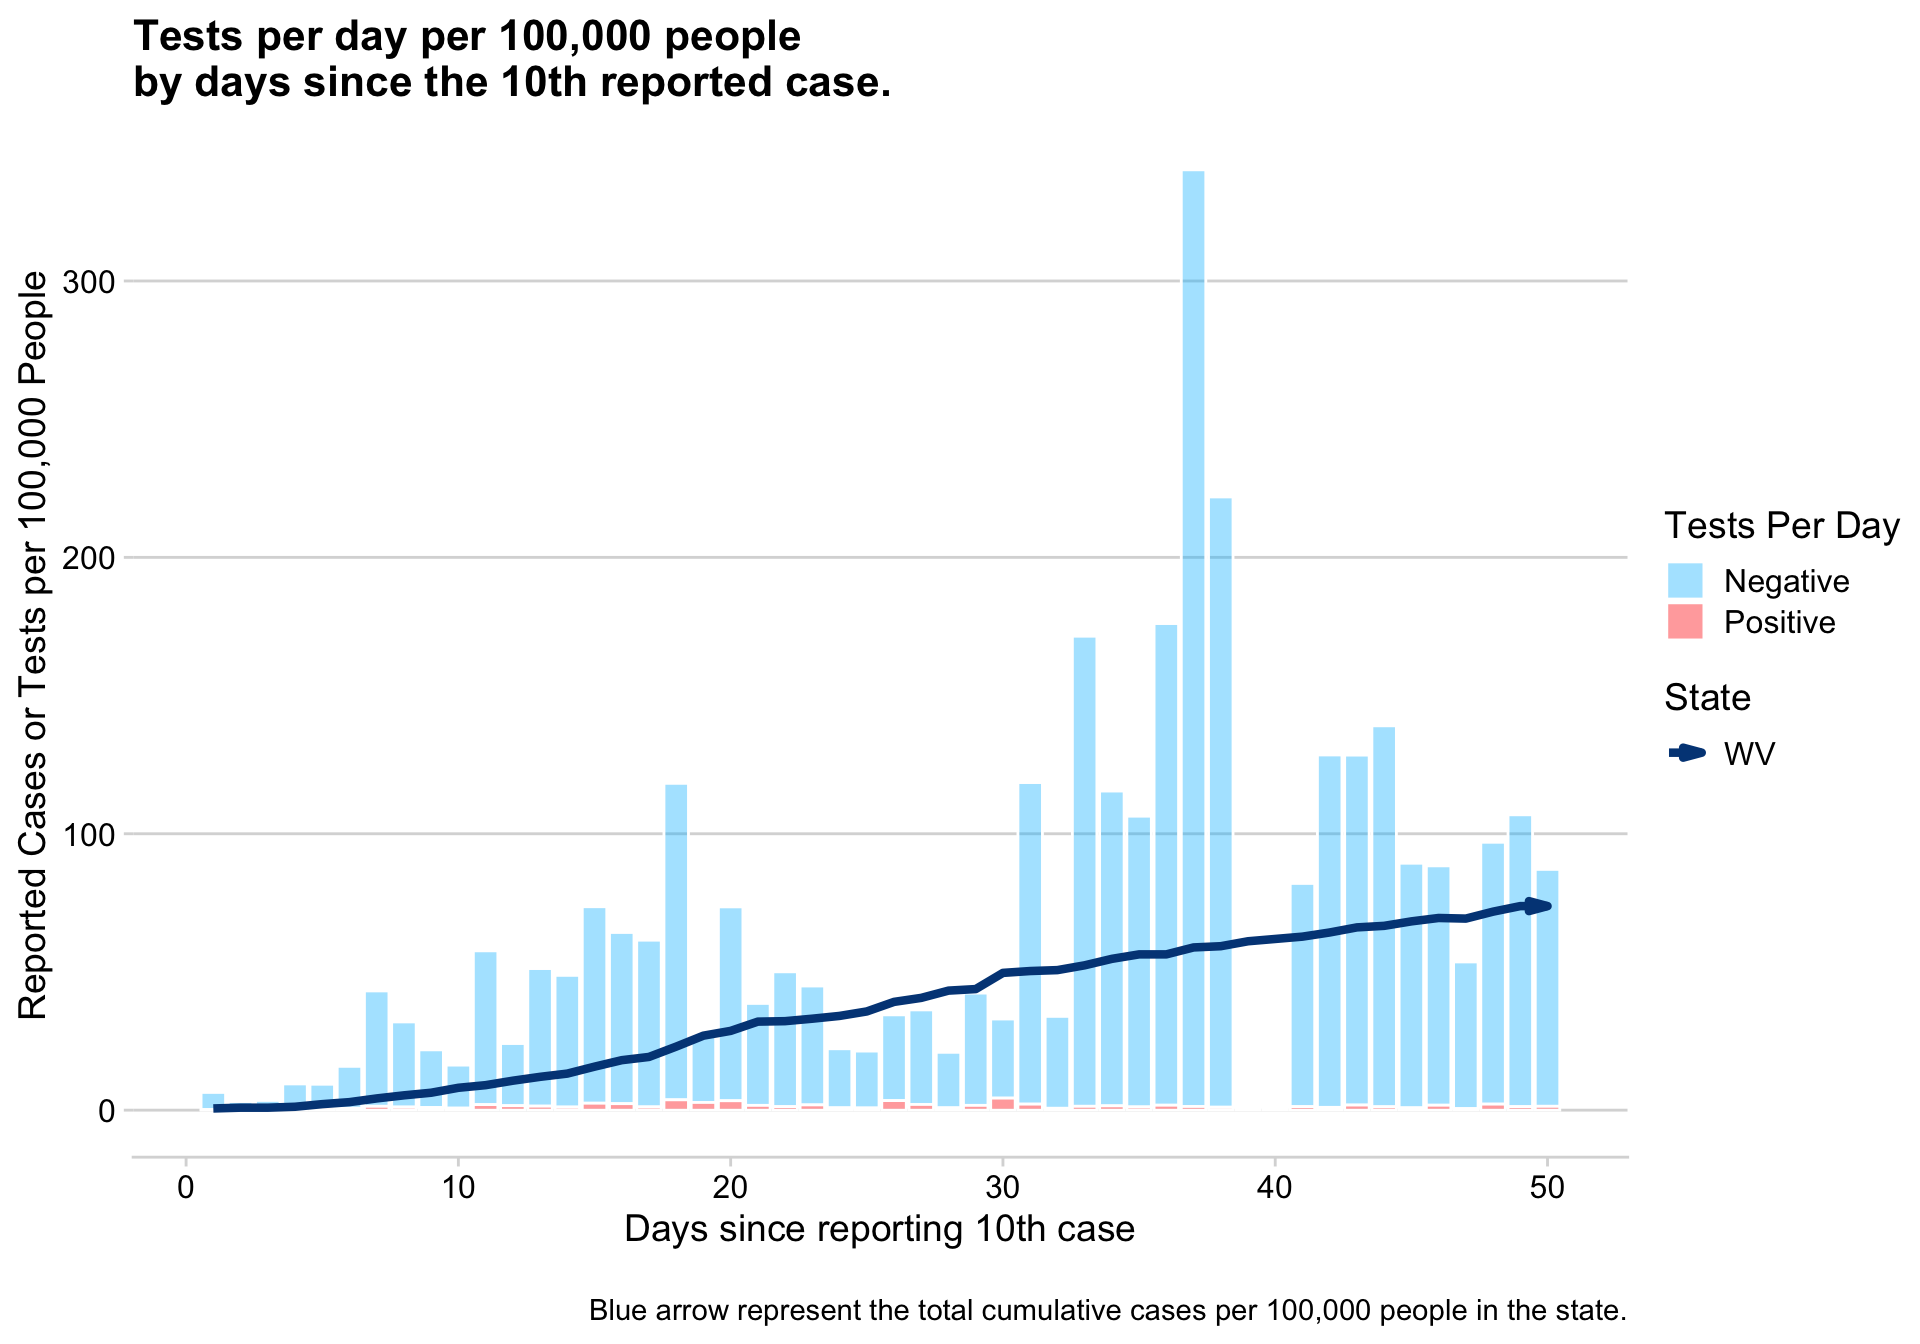 Tests per day per 100,000 people
by days since the 10th reported case.
Reported Cases or Tests per 100,000 People
300
200
100
0
0 10 20 30 40 50
Days since reporting 10th case
Tests Per Day
Negative
Positive
State
WV
Blue arrow represent the total cumulative cases per 100,000 people in the state.